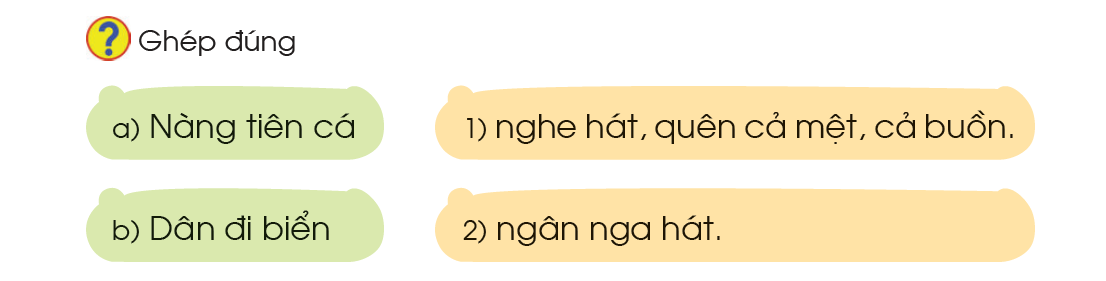 ? Ghép đúng
a) Nàng tiên cá
1) nghe hát, quên cả mệt, cả buồn.
b) Dân đi biển
2) ngân nga hát.